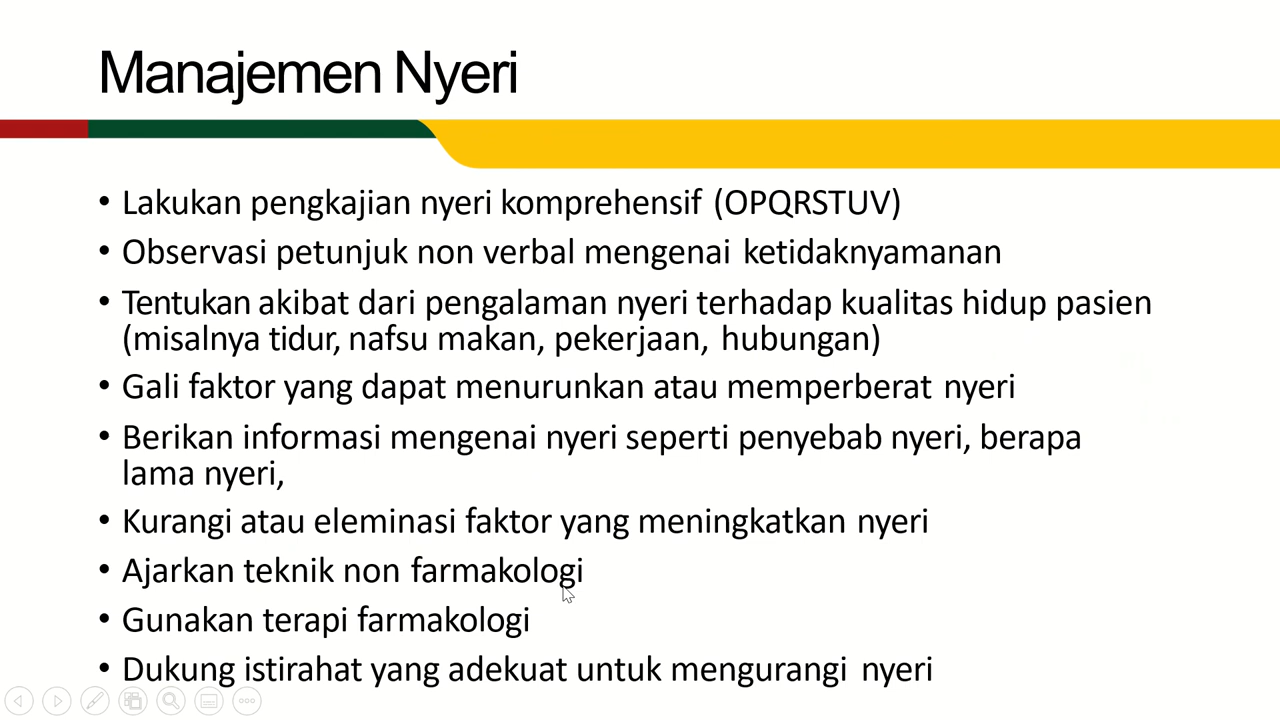 Manajemen Nyeri
• Lakukan pengkajian nyeri komprehensif (OPQRSTUV)
• Observasi petunjuk non verbal mengenai ketidaknyamanan
• Tentukan akibat dari pengalaman nyeri terhadap kualitas hidup pasien
(misalnya tidur, nafsu makan, pekerjaan, hubungan)
• Gali faktor yang dapat menurunkan atau memperberat nyeri
• Berikan informasi mengenai nyeri seperti penyebab nyeri, berapa
lama nyeri,
• Kurangi atau eleminasi faktor yang meningkatkan nyeri
• Ajarkan teknik non farmakologi
• Gunakan terapi farmakologi
• Dukung istirahat yang adekuat untuk mengurangi nyeri